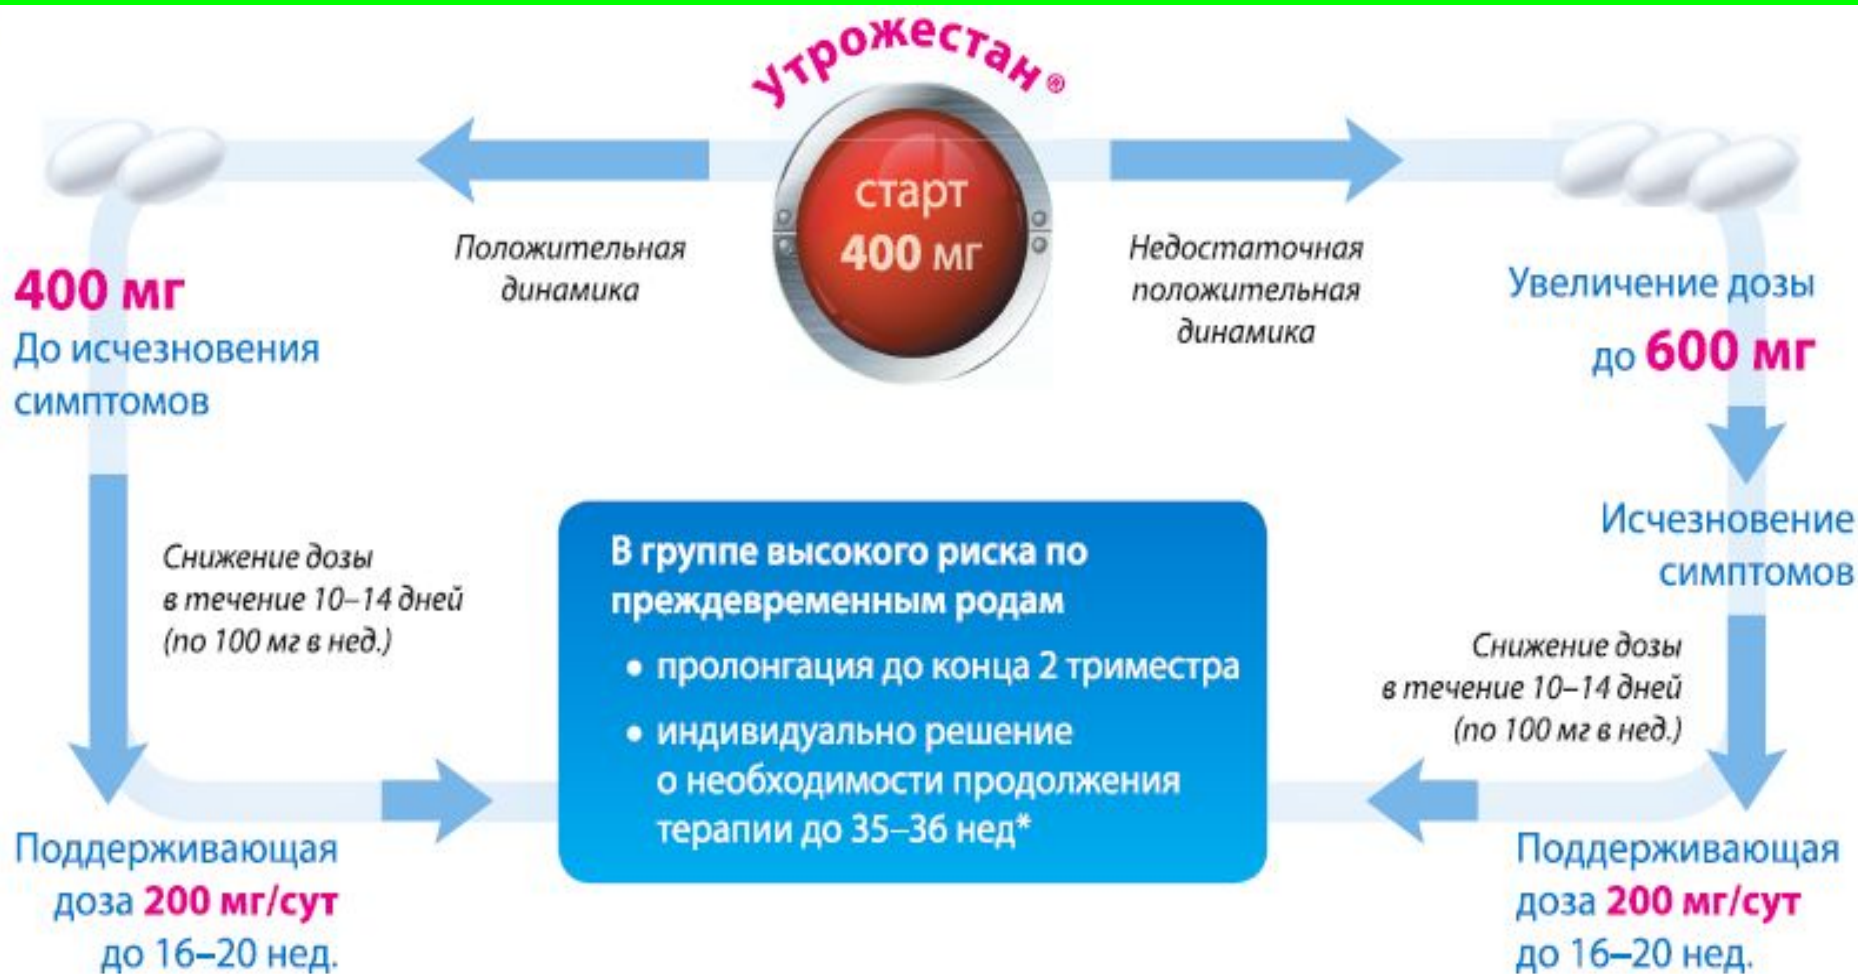 Утрожестан®
старт
400 мг
Положительная
динамика
Недостаточная
положительная
динамика
400 мг
До исчезновения
симптомов
Увеличение дозы
до 600 мг
Исчезновение
симптомов
Снижение дозы
в течение 10–14 дней
(по 100 мг в нед.)
В группе высокого риска по
преждевременным родам
• пролонгация до конца 2 триместра
• индивидуально решение
о необходимости продолжения
терапии до 35–36 нед*
Снижение дозы
в течение 10–14 дней
(по 100 мг в нед.)
Поддерживающая
доза 200 мг/сут
до 16–20 нед.
Поддерживающая
доза 200 мг/сут
до 16–20 нед.